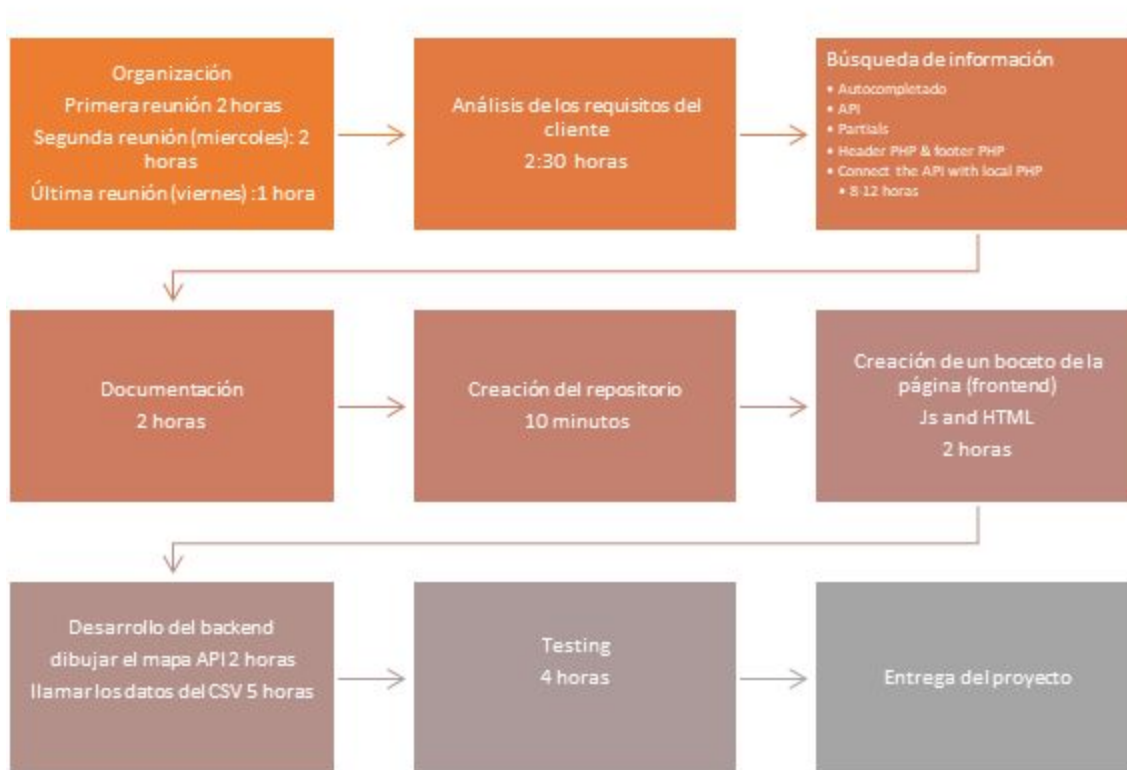 Organización
Primera reunión 2 horas
Segunda reunión (miercoles): 2
horas
Última reunión (viernes) :1 hora
Análisis de los requisitos del
cliente
2:30 horas
Búsqueda de información
• Autocompletado
• API
• Partials
• Header PHP & footer PHP
• Connect the API with local PHP
• 8-12 horas
Documentación
2 horas
Creación del repositorio
10 minutos
Creación de un boceto de la
página (frontend)
Js and HTML
2 horas
Desarrollo del backend
dibujar el mapa API 2 horas
llamar los datos del CSV 5 horas
Testing
4 horas
Entrega del proyecto